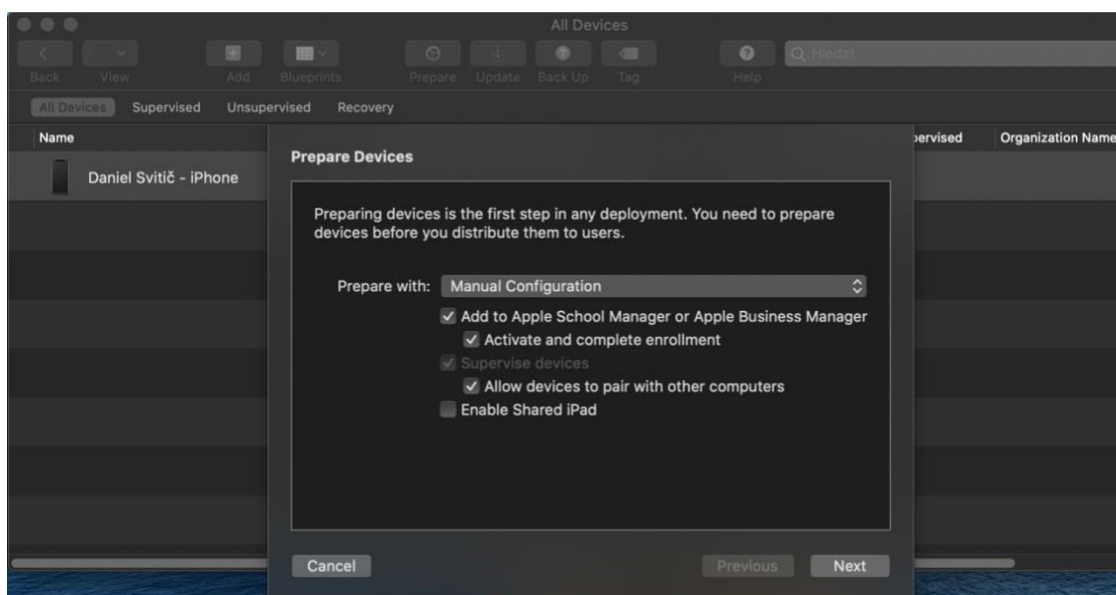 All Devices
Hledat
Back View Add Blueprints Prepare Update Back Up Tag Help
All Devices Supervised Unsupervised Recovery
Name pervised Organization Name
Daniel Svitič - iPhone
Prepare Devices
Preparing devices is the first step in any deployment. You need to prepare
devices before you distribute them to users.
Prepare with: Manual Configuration
Add to Apple School Manager or Apple Business Manager
Activate and complete enrollment
Supervise devices
Allow devices to pair with other computers
Enable Shared iPad
Cancel Previous Next